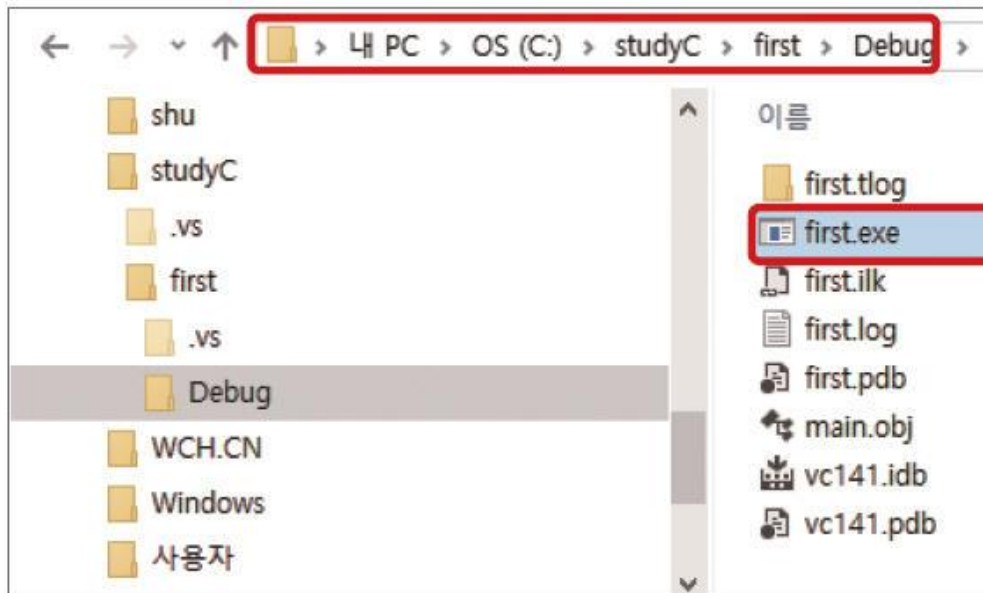 내 PC > OS (C:) > studyC > first > Debug >
shu
studyC
.vs
first
.vs
Debug
WCH.CN
Windows
사용자
이름
first.tlog
first.exe
first.ilk
first.log
first.pdb
main.obj
vc141.idb
vc141.pdb